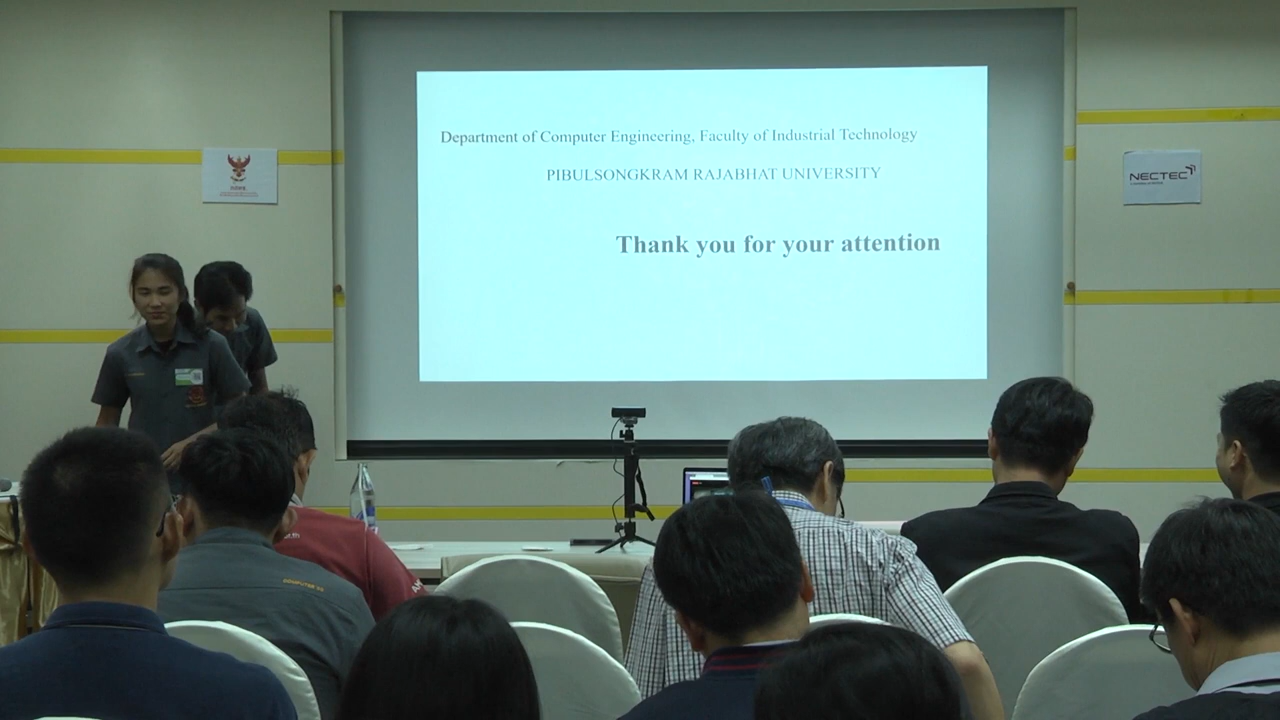 Department of Computer Engineering, Faculty of Industrial Technology
PIBULSONGKRAM RAJABHAT UNIVERSITY
Thank you for your attention
NECTEC